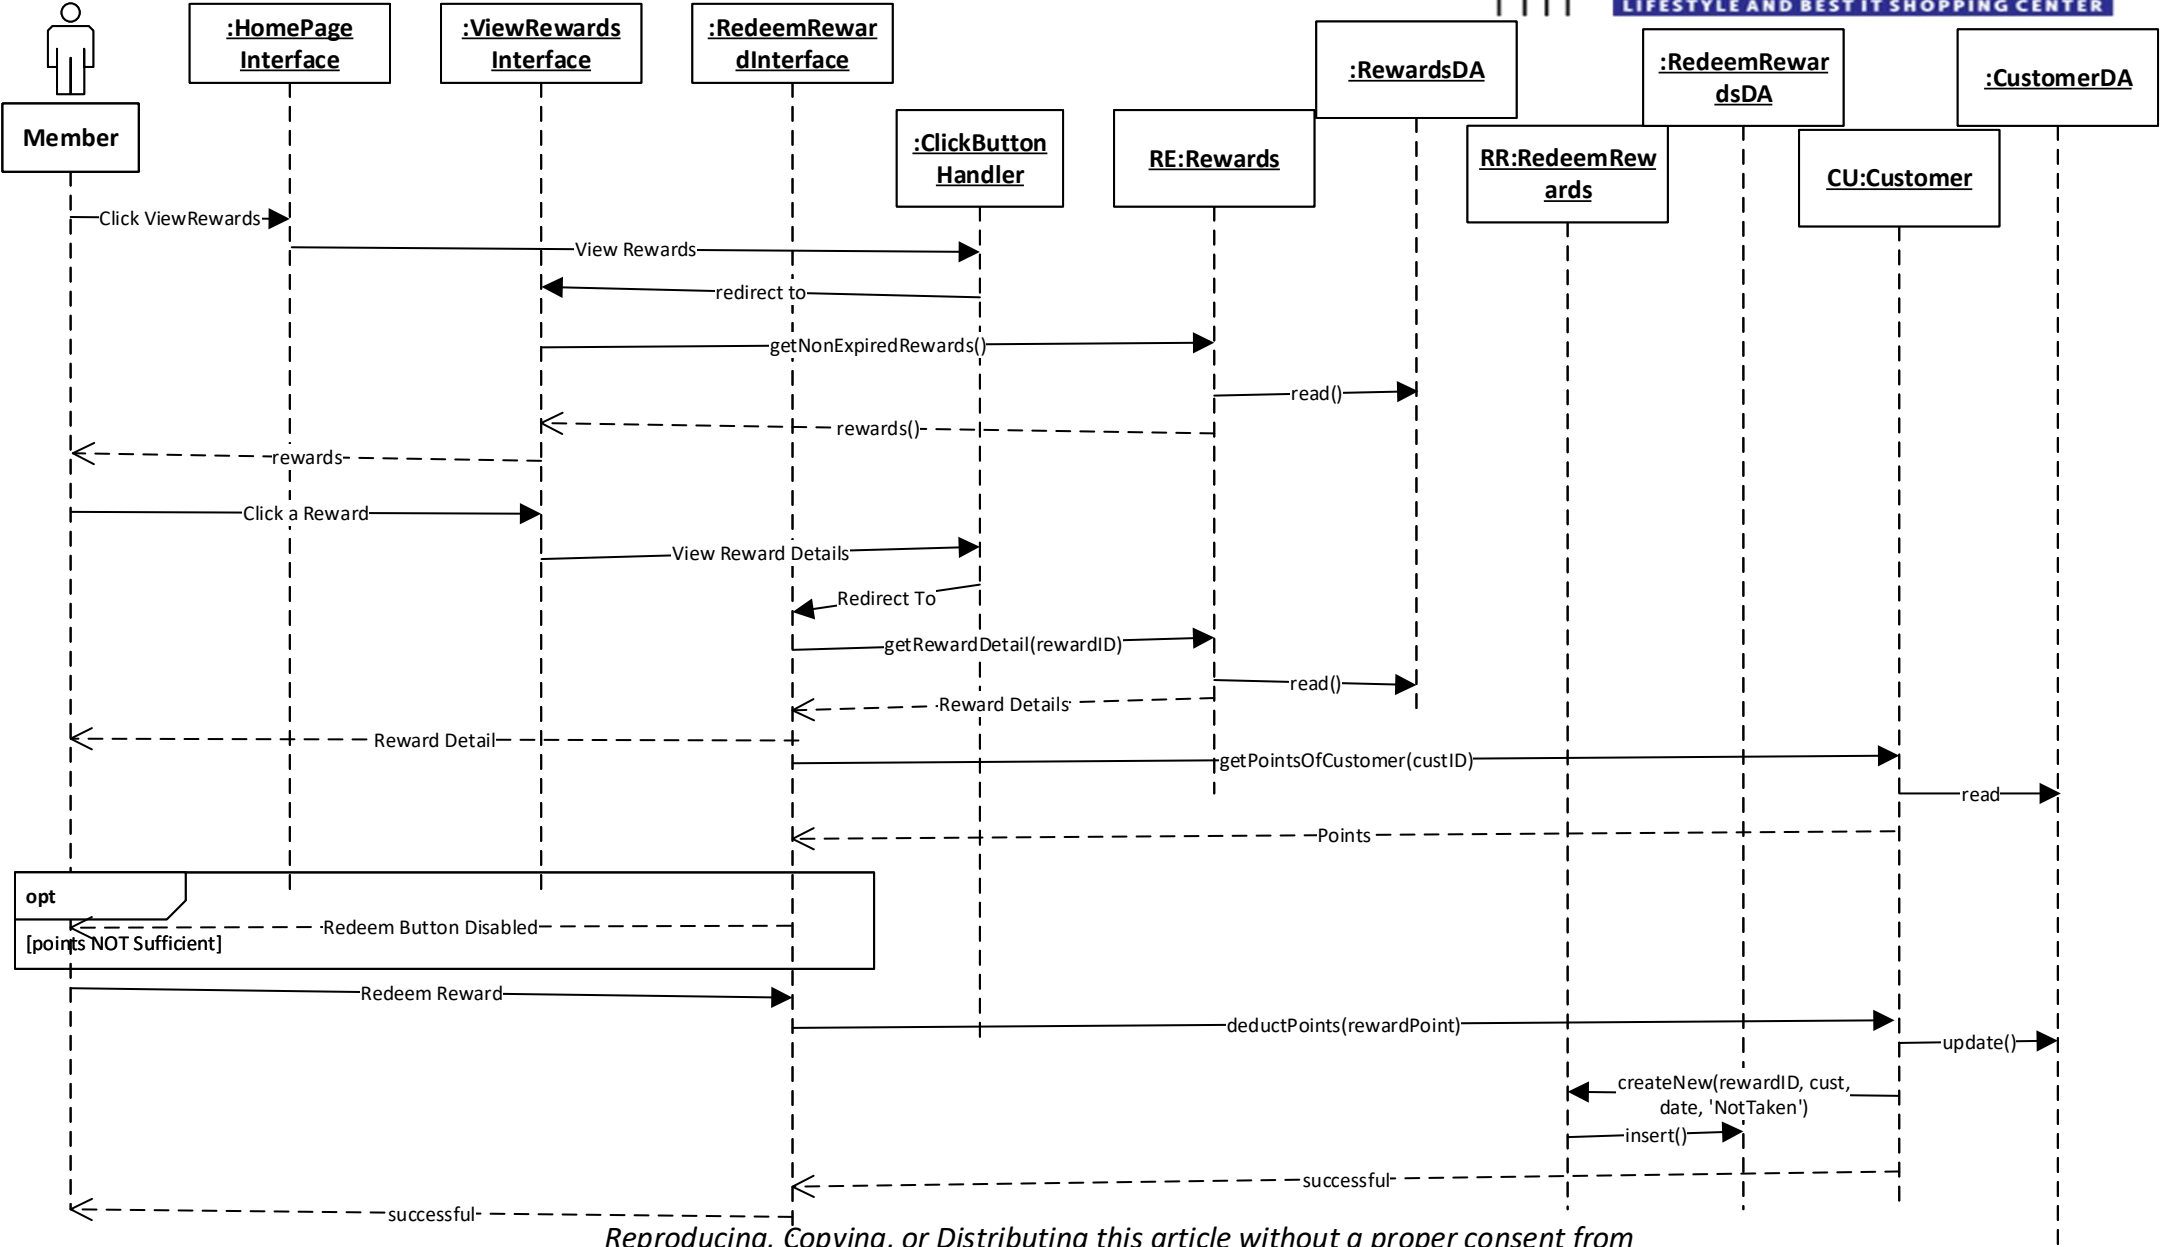 LIFESTYLE AND BEST IT SHOPPING CENTER
:HomePage
Interface
:ViewRewards
Interface
:RedeemRewar
dInterface
:RewardsDA
:RedeemRewar
dsDA
:CustomerDA
Member
:ClickButton
Handler
RE:Rewards
RR:RedeemRew
ards
CU:Customer
Click ViewRewards
View Rewards
redirect to
getNonExpiredRewards()
read()
rewards()
rewards
Click a Reward
View Reward Details
Redirect To
getRewardDetail(rewardID)
read()
Reward Details
Reward Detail
getPointsOfCustomer(custID)
read
Points
opt
Redeem Button Disabled
[points NOT Sufficient]
Redeem Reward
deductPoints(rewardPoint)
update()
createNew(rewardID, cust,
date, 'NotTaken')
insert()
successful
successful
Reproducing, Copying, or Distributing this article without a proper consent from